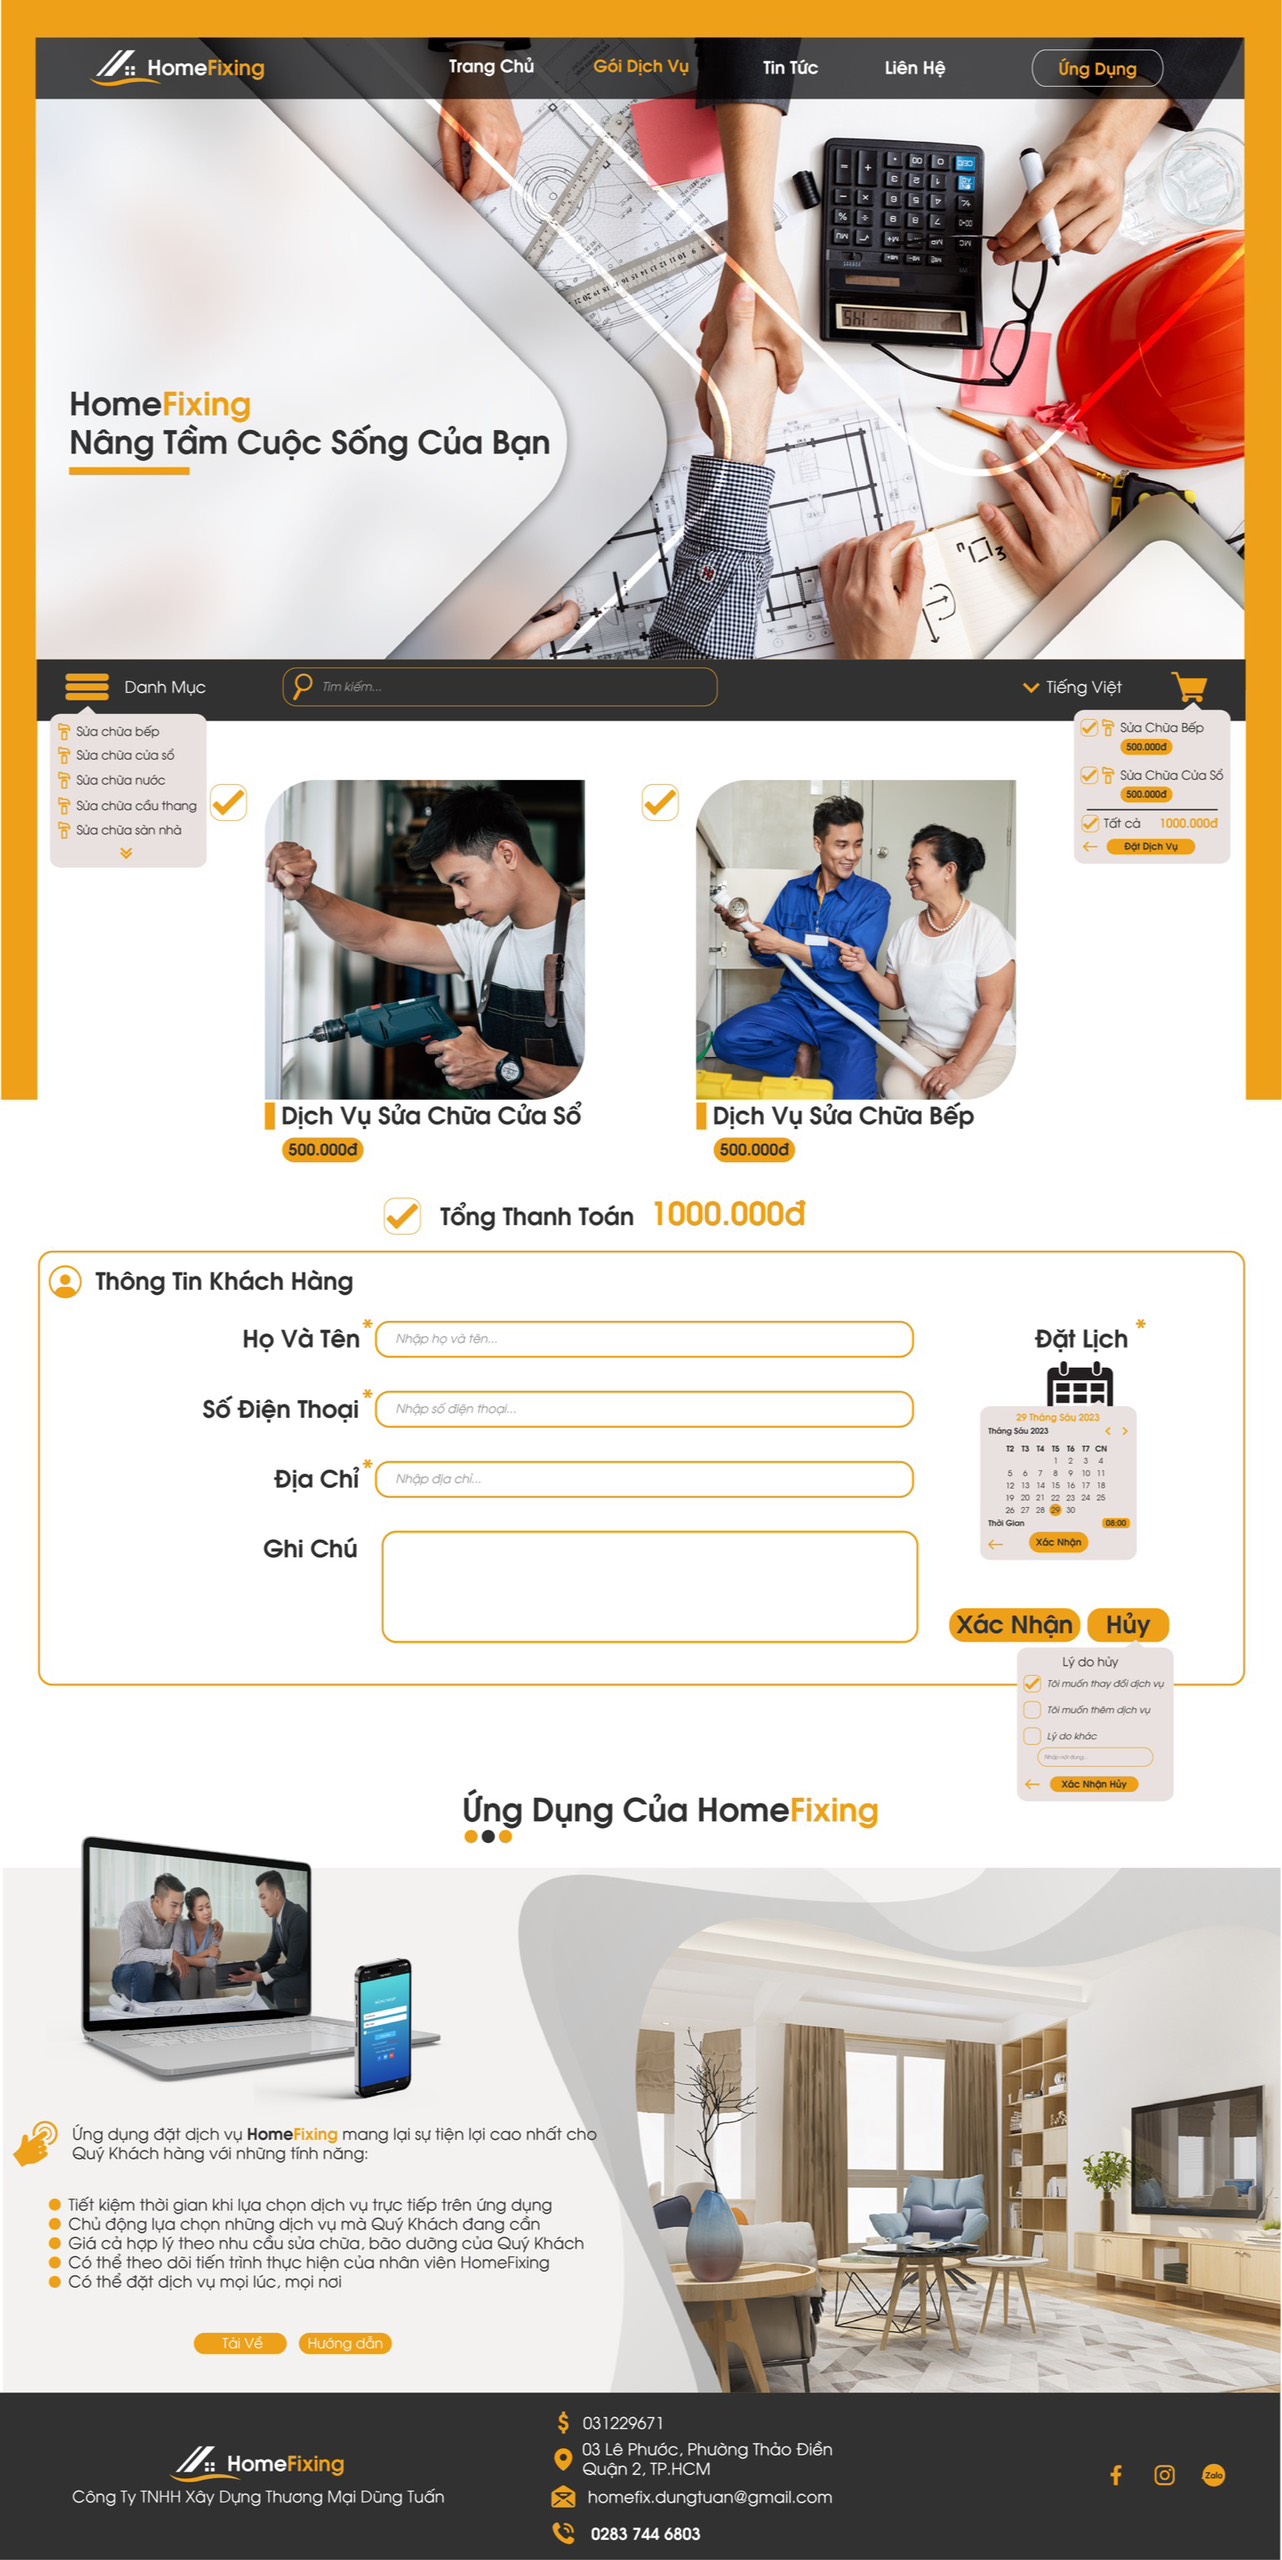 HomeFixing
Trang Chủ
Gói Dịch Vụ
Tin Tức
Liên Hệ
Ứng Dụng
HomeFixing
Nâng Tầm Cuộc Sống Của Bạn
Danh Mục
Tìm kiếm...
Tiếng Việt
Sửa chữa bếp
Sửa chữa cửa sổ
Sửa chữa nước
Sửa chữa cầu thang
Sửa chữa sàn nhà
Sửa Chữa Bếp
500.000đ
Sửa Chữa Cửa Sổ
500.000đ
Tất cả 1000.000đ
Đặt Dịch Vụ
Dịch Vụ Sửa Chữa Cửa Sổ
500.000đ
Dịch Vụ Sửa Chữa Bếp
500.000đ
Tổng Thanh Toán 1000.000đ
Thông Tin Khách Hàng
Họ Và Tên *
Nhập họ và tên...
Số Điện Thoại *
Nhập số điện thoại...
Địa Chỉ *
Nhập địa chỉ...
Ghi Chú
Đặt Lịch *
29 Tháng Sáu 2023
Tháng Sáu 2023 < >
T2 T3 T4 T5 T6 T7 CN
1 2 3 4
5 6 7 8 9 10 11
12 13 14 15 16 17 18
19 20 21 22 23 24 25
26 27 28 29 30
Thời Gian 08:00
Xác Nhận
Xác Nhận
Hủy
Lý do hủy
Tôi muốn thay đổi dịch vụ
Tôi muốn thêm dịch vụ
Lý do khác
Nhập nội dung...
Xác Nhận Hủy
Ứng Dụng Của HomeFixing
Ứng dụng đặt dịch vụ HomeFixing mang lại sự tiện lợi cao nhất cho
Quý Khách hàng với những tính năng:
Tiết kiệm thời gian khi lựa chọn dịch vụ trực tiếp trên ứng dụng
Chủ động lựa chọn những dịch vụ mà Quý Khách đang cần
Giá cả hợp lý theo nhu cầu sửa chữa, bão dưỡng của Quý Khách
Có thể theo dõi tiến trình thực hiện của nhân viên HomeFixing
Có thể đặt dịch vụ mọi lúc, mọi nơi
Tải Về
Hướng dẫn
HomeFixing
Công Ty TNHH Xây Dựng Thương Mại Dũng Tuấn
031229671
03 Lê Phước, Phường Thảo Điền
Quận 2, TP.HCM
homefix.dungtuan@gmail.com
0283 744 6803
Zalo